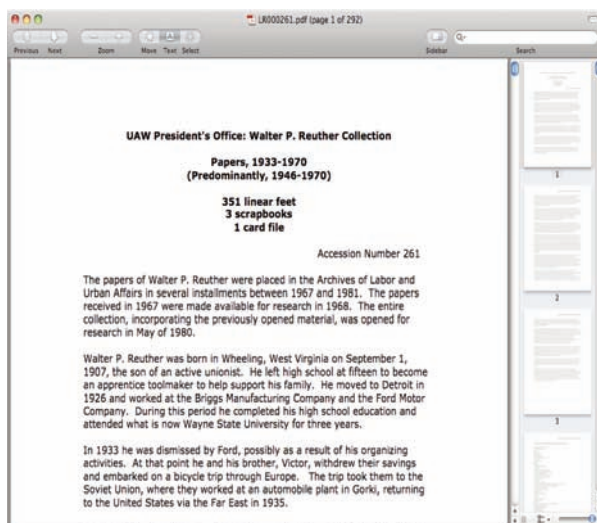 LR000261.pdf (page 1 of 292)
Previous Next Zoom Move Text Select Sidebar Search
UAW President's Office: Walter P. Reuther Collection
Papers, 1933-1970
(Predominantly, 1946-1970)
351 linear feet
3 scrapbooks
1 card file
Accession Number 261
The papers of Walter P. Reuther were placed in the Archives of Labor and
Urban Affairs in several installments between 1967 and 1981. The papers
received in 1967 were made available for research in 1968. The entire
collection, incorporating the previously opened material, was opened for
research in May of 1980.
Walter P. Reuther was born in Wheeling, West Virginia on September 1,
1907, the son of an active unionist. He left high school at fifteen to become
an apprentice toolmaker to help support his family. He moved to Detroit in
1926 and worked at the Briggs Manufacturing Company and the Ford Motor
Company. During this period he completed his high school education and
attended what is now Wayne State University for three years.
In 1933 he was dismissed by Ford, possibly as a result of his organizing
activities. At that point he and his brother, Victor, withdrew their savings
and embarked on a bicycle trip through Europe. The trip took them to the
Soviet Union, where they worked at an automobile plant in Gorki, returning
to the United States via the Far East in 1935.
1
2
3